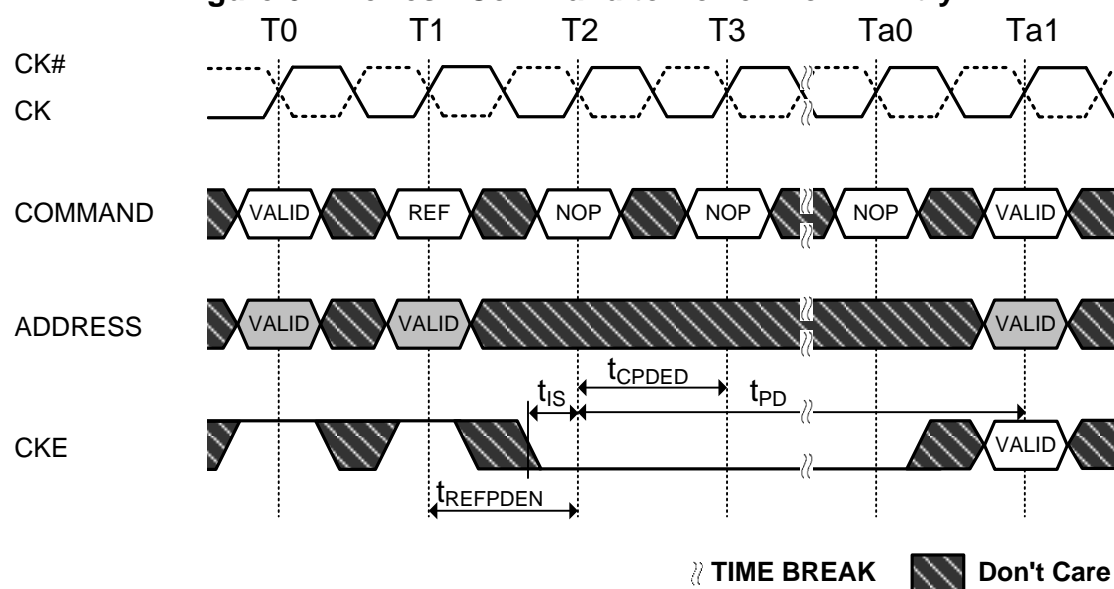 T0 T1 T2 T3 Ta0 Ta1
CK#
CK
COMMAND VALID REF NOP NOP NOP VALID
ADDRESS VALID VALID VALID
tIS tCPDED tPD
CKE VALID
tREFPDEN
TIME BREAK Don't Care